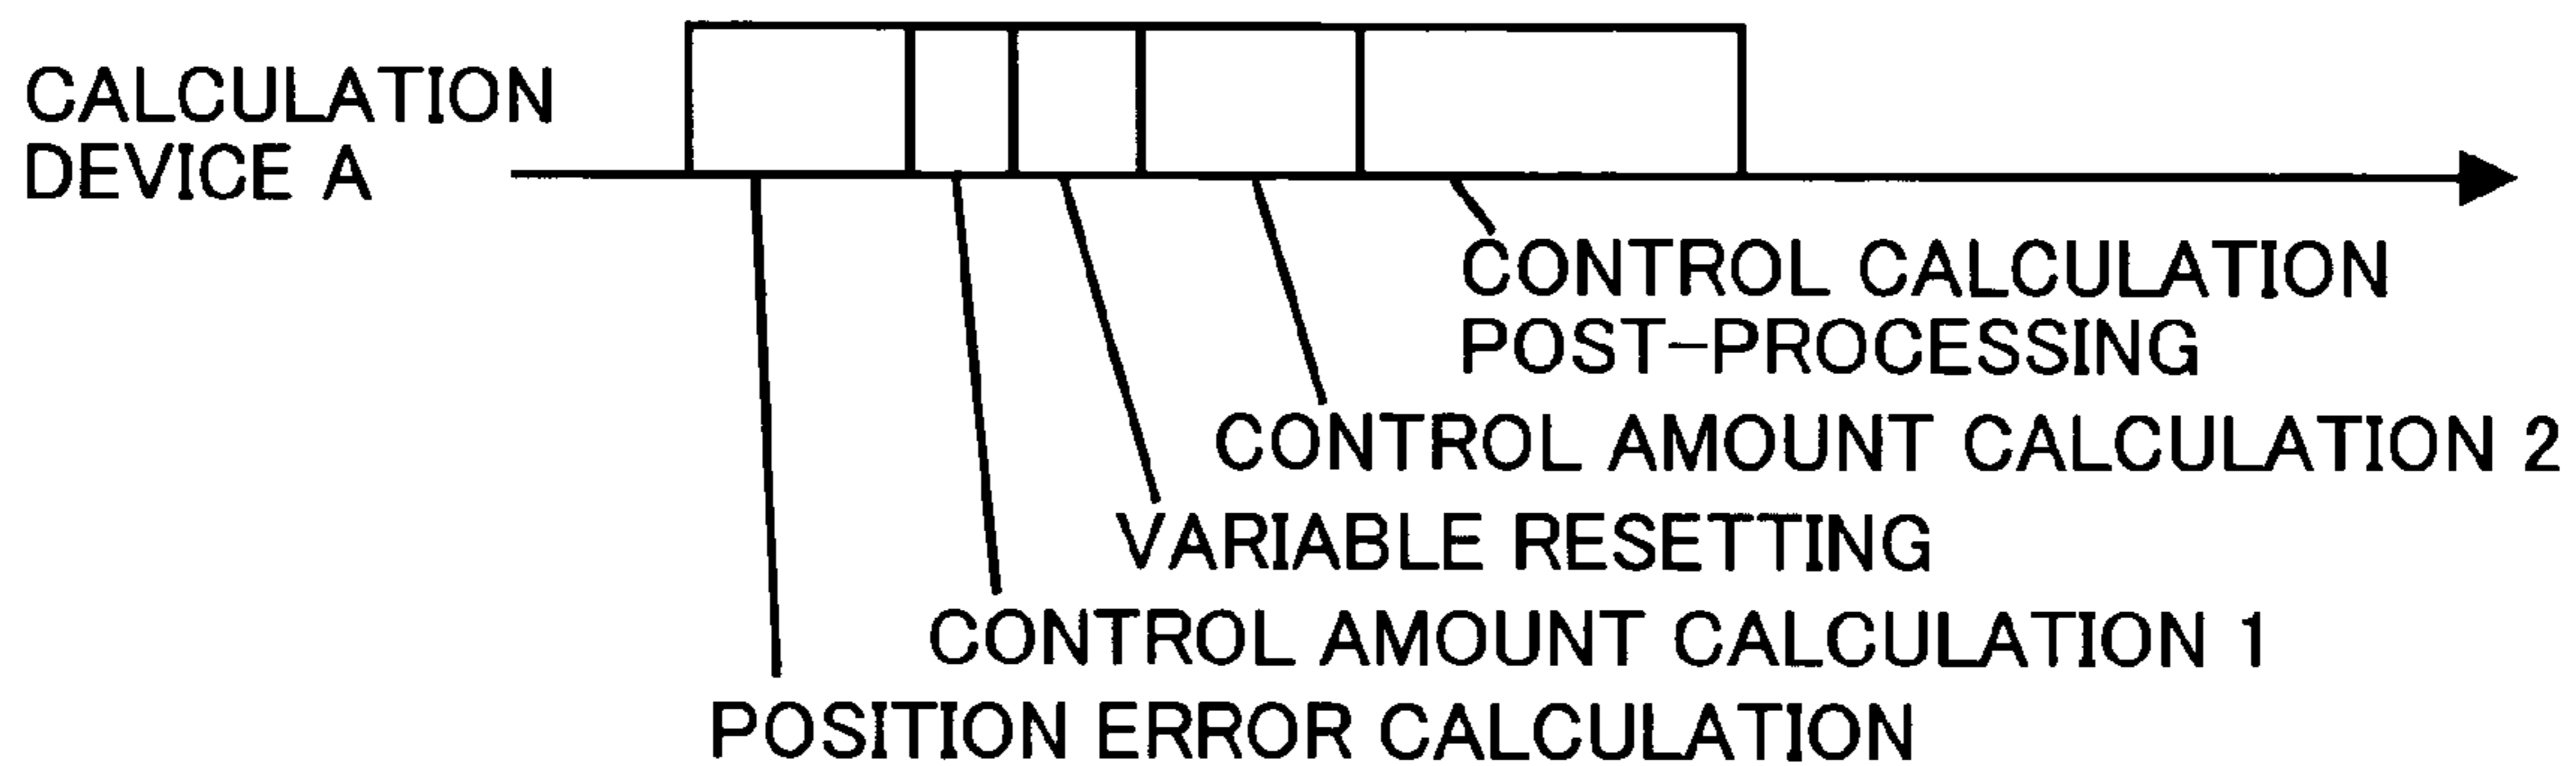 CALCULATION
DEVICE A
CONTROL CALCULATION
POST-PROCESSING
CONTROL AMOUNT CALCULATION 2
VARIABLE RESETTING
CONTROL AMOUNT CALCULATION 1
POSITION ERROR CALCULATION